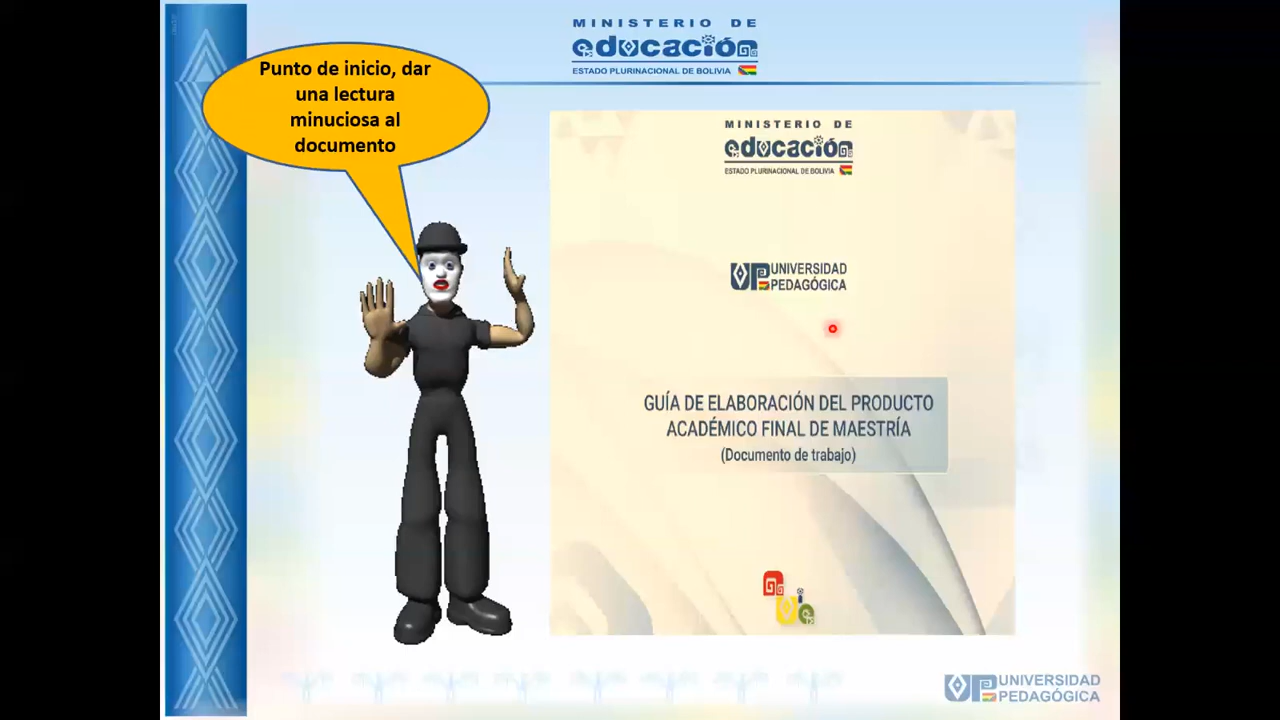 MINISTERIO DE
educación
ESTADO PLURINACIONAL DE BOLIVIA
Punto de inicio, dar
una lectura
minuciosa al
documento
MINISTERIO DE
educación
ESTADO PLURINACIONAL DE BOLIVIA
UP UNIVERSIDAD
PEDAGÓGICA
GUÍA DE ELABORACIÓN DEL PRODUCTO
ACADÉMICO FINAL DE MAESTRÍA
(Documento de trabajo)
UP UNIVERSIDAD
PEDAGÓGICA